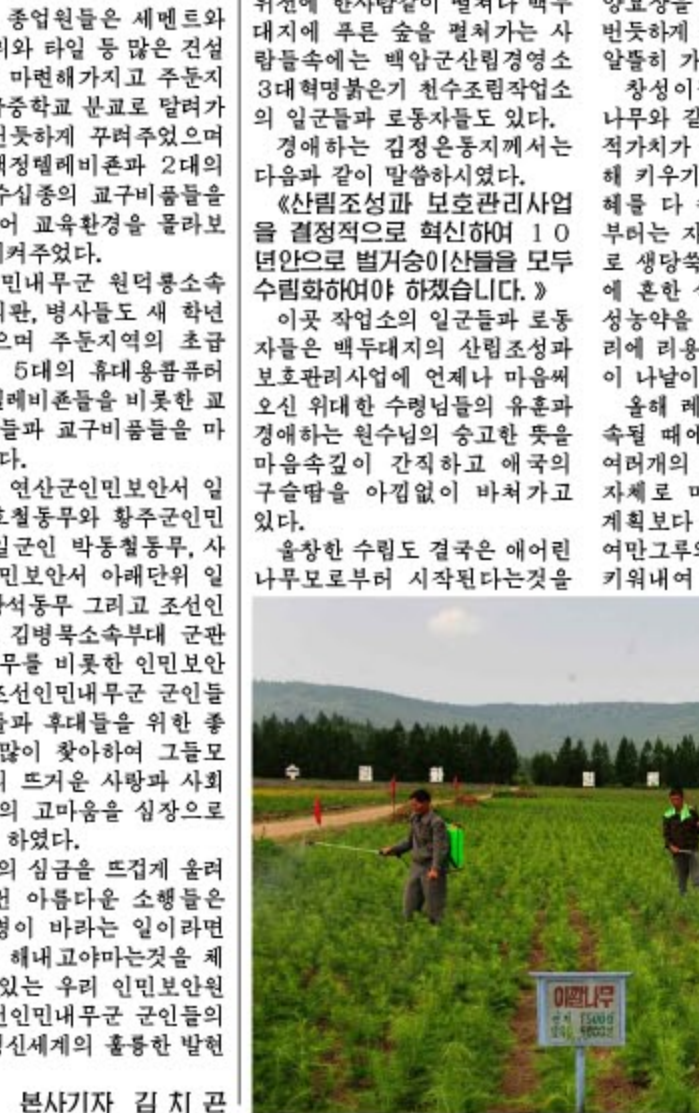 종업원들은 세멘트와
와 타일 등 많은 건설
마련해가지고 주둔지
중학교 분교로 달려가
듯하게 꾸려주었으며
정텔레비죤과 2대의
수십종의 교구비품들을
어 교육환경을 몰라보
켜주었다.
민내무군 원덕룡소속
관, 병사들도 새 학년
으며 주둔지역의 초급
5대의 휴대용콤퓨터
레비죤들을 비롯한 교
들과 교구비품들을 마
다.
연산군인민보안서 일
철동무와 황주군인민
일군인 박동철동무, 사
민보안서 아래단위 일
석동무 그리고 조선인
김병묵소속부대 군관
무를 비롯한 인민보안
조선인민내무군 군인들
들과 후대들을 위한 좋
많이 찾아하여 그들모
뜨거운 사랑과 사회
의 고마움을 심장으로
하였다.
의 심금을 뜨겁게 울려
아름다운 소행들은
이 바라는 일이라면
해내고야마는것을 체
있는 우리 인민보안원
인민내무군 군인들의
정신세계의 훌륭한 발현
본사기자 김치곤
위전에 한사람같이 펼쳐나 백두
대지에 푸른 숲을 펼쳐가는 사
람들속에는 백암군산림경영소
3대혁명붉은기 천수조림작업소
의 일군들과 로동자들도 있다.
경애하는 김정은동지께서는
다음과 같이 말씀하시였다.
《산림조성과 보호관리사업
을 결정적으로 혁신하여 10
년안으로 벌거숭이산들을 모두
수림화하여야 하겠습니다.》
이곳 작업소의 일군들과 로동
자들은 백두대지의 산림조성과
보호관리사업에 언제나 마음써
오신 위대한 수령님들의 유훈과
경애하는 원수님의 숭고한 뜻을
마음속깊이 간직하고 애국의
구슬땀을 아낌없이 바쳐가고
있다.
울창한 수림도 결국은 애어린
나무모로부터 시작된다는것을
양묘장을
번듯하게
알뜰히 가
창성이
나무와 같
적가치가
해 키우기
혜를 다
부터는 지
로 생당쑥
에 흔한
성농약을
리에 리용
이 나날이
올해 레
속될 때에
여러개의
자체로 마
계획보다
여만그루의
키워내여
이깔나무